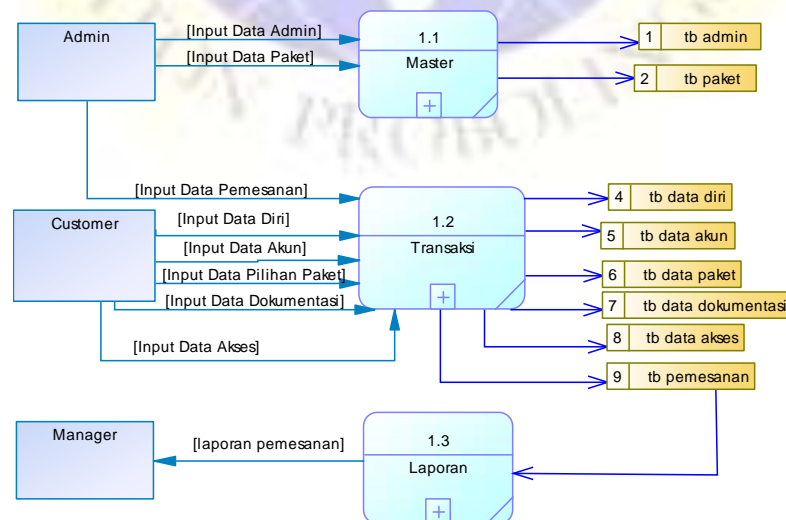 Admin
[Input Data Admin]
[Input Data Paket]
1.1
Master
1 tb admin
2 tb paket
PROBOLIN
[Input Data Pemesanan]
Customer
[Input Data Diri]
[Input Data Akun]
[Input Data Pilihan Paket]
[Input Data Dokumentasi]
[Input Data Akses]
1.2
Transaksi
4 tb data diri
5 tb data akun
6 tb data paket
7 tb data dokumentasi
8 tb data akses
9 tb pemesanan
Manager
[laporan pemesanan]
1.3
Laporan